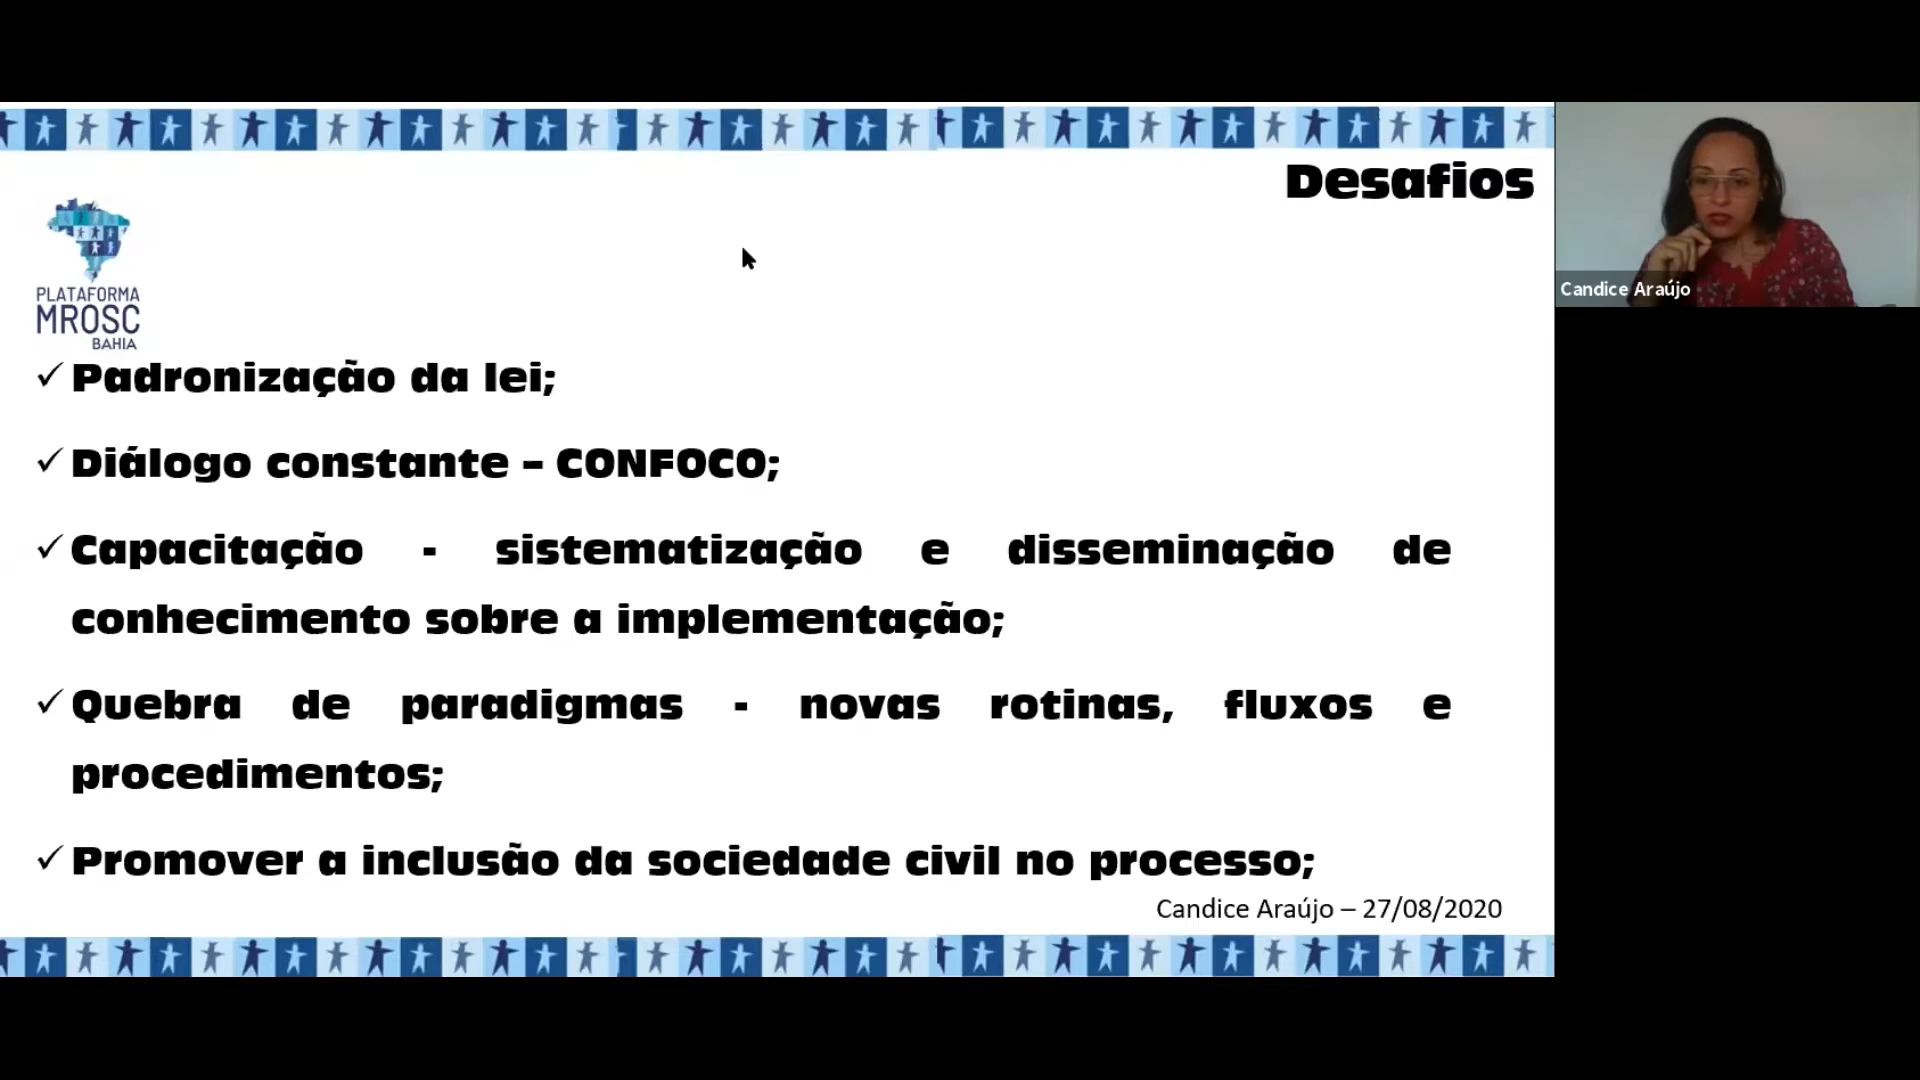 Desafios
PLATAFORMA
MROSC
BAHIA
✓ Padronização da lei;
✓ Diálogo constante – CONFOCO;
✓ Capacitação - sistematização e disseminação de
conhecimento sobre a implementação;
✓ Quebra de paradigmas - novas rotinas, fluxos e
procedimentos;
✓ Promover a inclusão da sociedade civil no processo;
Candice Araújo – 27/08/2020
Candice Araújo